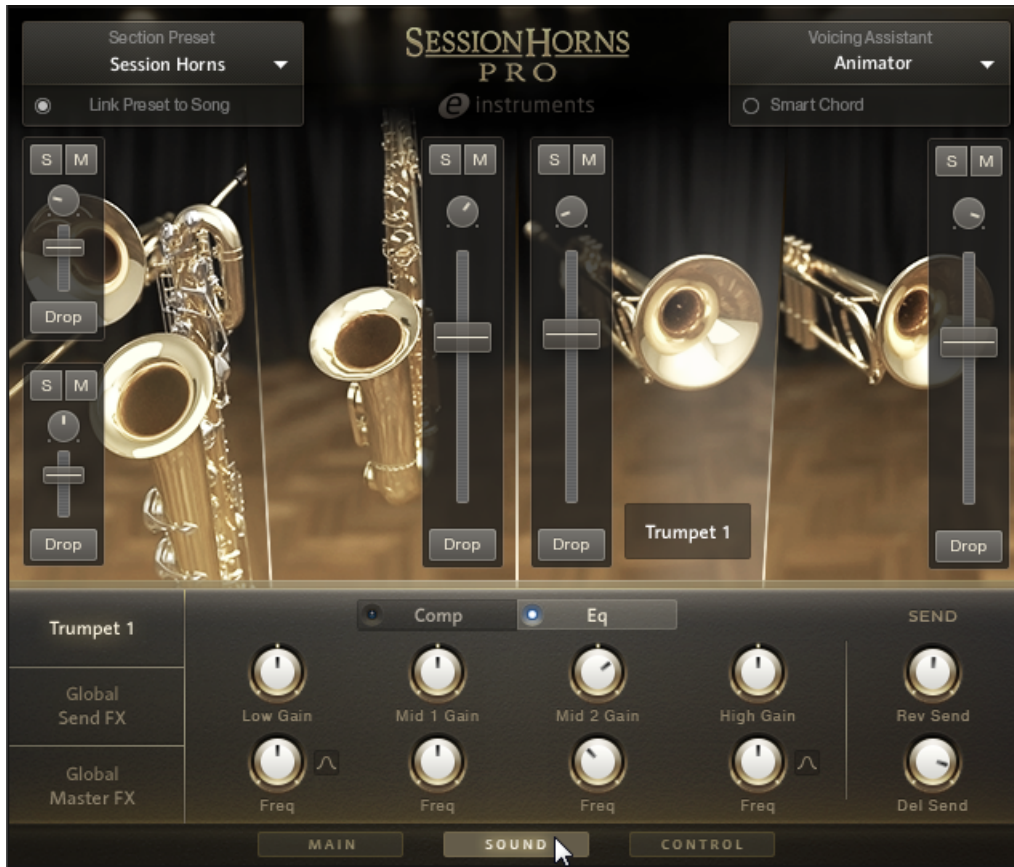 Section Preset
Session Horns
Link Preset to Song
SESSIONHORNS
PRO
e instruments
Voicing Assistant
Animator
Smart Chord
S M
Drop
S M
Drop
S M
Drop
S M
Drop
Trumpet 1
S M
Drop
Trumpet 1
Global
Send FX
Global
Master FX
Comp Eq
Low Gain Mid 1 Gain Mid 2 Gain High Gain
Freq Freq Freq Freq
SEND
Rev Send
Del Send
MAIN SOUND CONTROL